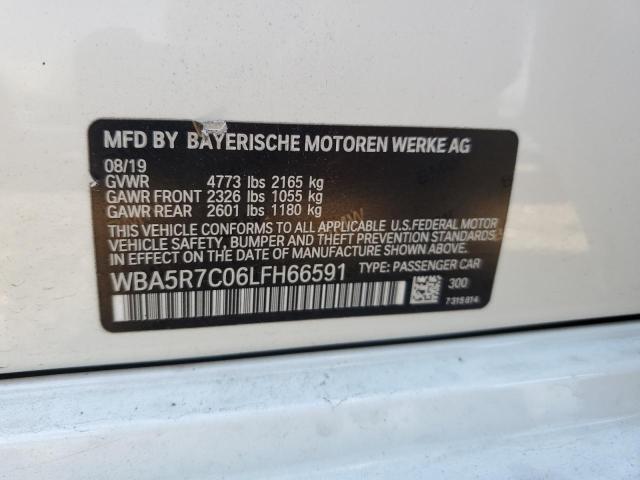 MFD BY BAYERISCHE MOTOREN WERKE AG
08/19
GVWR 4773 lbs 2165 kg
GAWR FRONT 2326 lbs 1055 kg
GAWR REAR 2601 lbs 1180 kg
THIS VEHICLE CONFORMS TO ALL APPLICABLE U.S.FEDERAL MOTOR
VEHICLE SAFETY, BUMPER, AND THEFT PREVENTION STANDARDS
IN EFFECT ON THE DATE OF MANUFACTURE SHOWN ABOVE.
WBA5R7C06LFH66591 TYPE: PASSENGER CAR
300
7315814